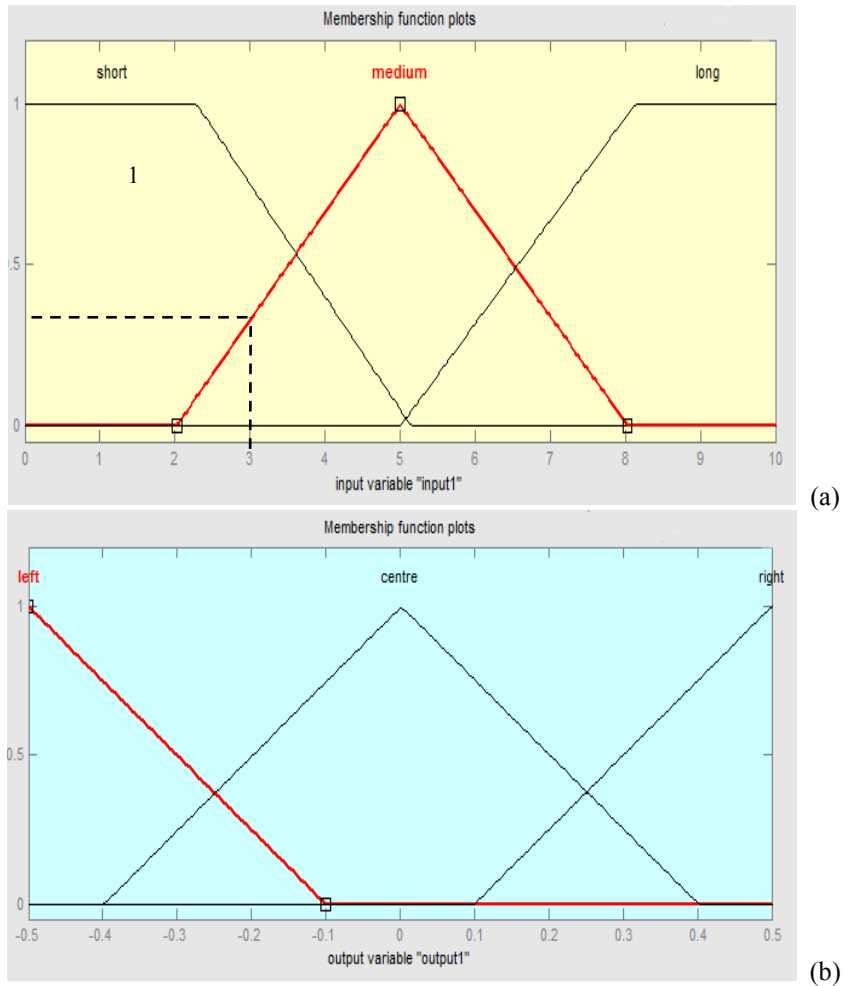 Membership function plots
short medium long
1
1
0.5
0
0 1 2 3 4 5 6 7 8 9 10
input variable "input1"
(a)
Membership function plots
left centre right
1
0.5
0
-0.5 -0.4 -0.3 -0.2 -0.1 0 0.1 0.2 0.3 0.4 0.5
output variable "output1"
(b)